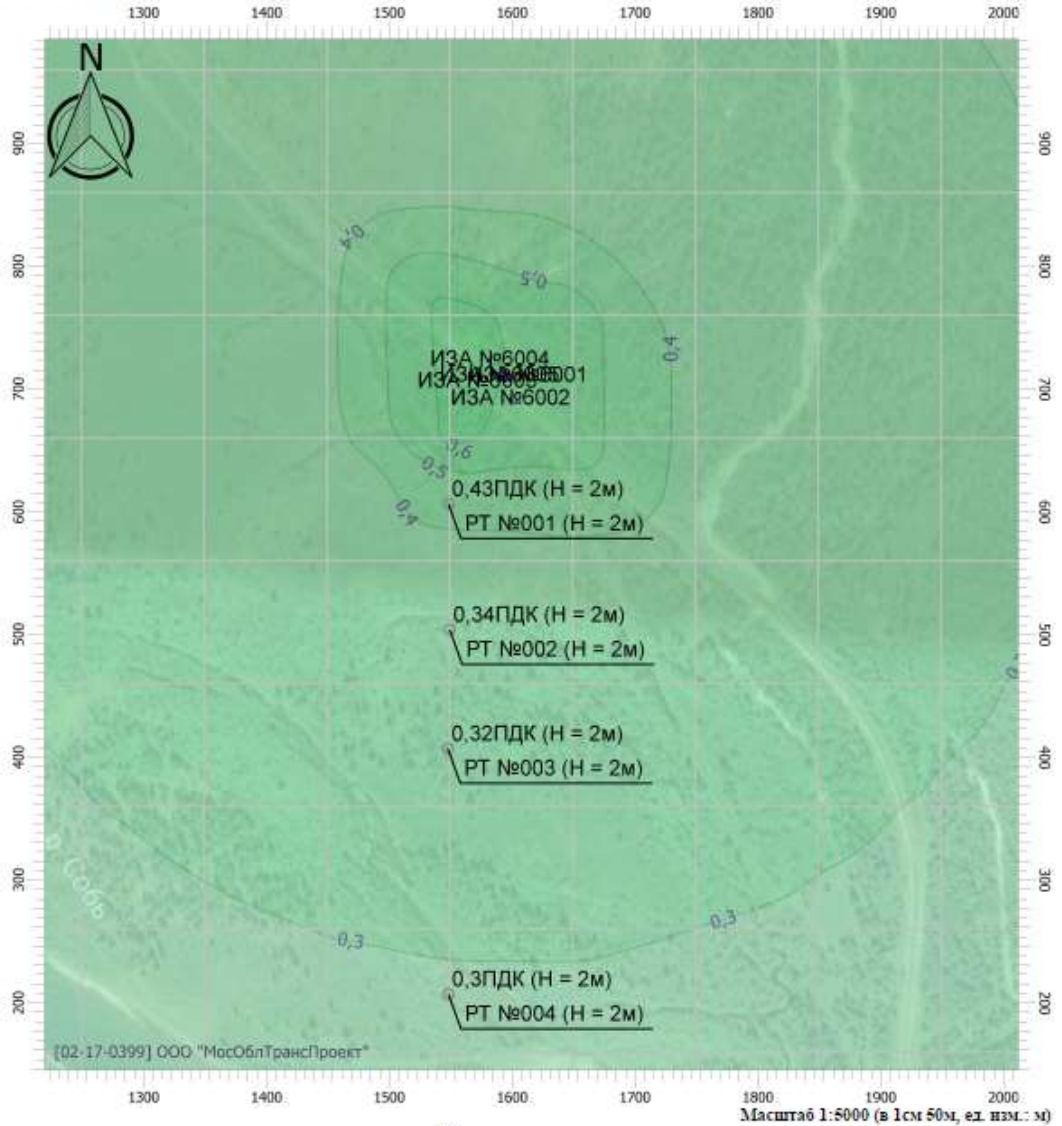 1300 1400 1500 1600 1700 1800 1900 2000
N
900 900
800 800
700 700
600 600
500 500
400 400
300 300
200 200
0,4
0,5
0,4
ИЗА №6004
ИЗА №6002
0,6
0,5
0,4
0,43ПДК (Н = 2м)
РТ №001 (Н = 2м)
0,34ПДК (Н = 2м)
РТ №002 (Н = 2м)
0,32ПДК (Н = 2м)
РТ №003 (Н = 2м)
р. Собь
0,3
0,3
0,3ПДК (Н = 2м)
РТ №004 (Н = 2м)
[02-17-0399] ООО "МосОблТрансПроект"
1300 1400 1500 1600 1700 1800 1900 2000
Масштаб 1:5000 (в 1см 50м, ед. изм.: м)